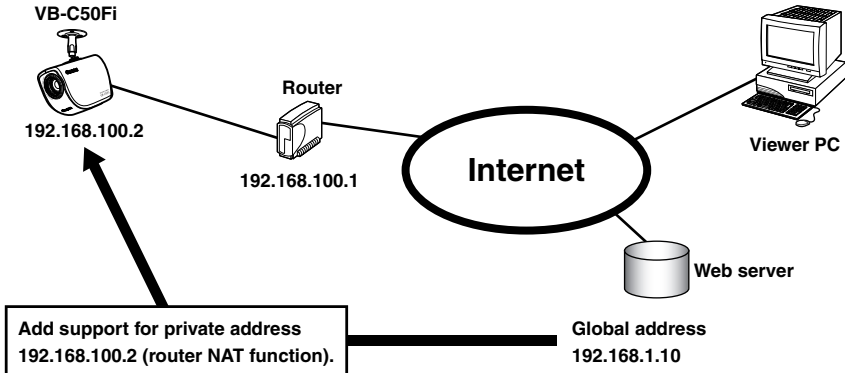 VB-C50Fi
192.168.100.2
Router
192.168.100.1
Internet
Viewer PC
Web server
Add support for private address
192.168.100.2 (router NAT function).
Global address
192.168.1.10